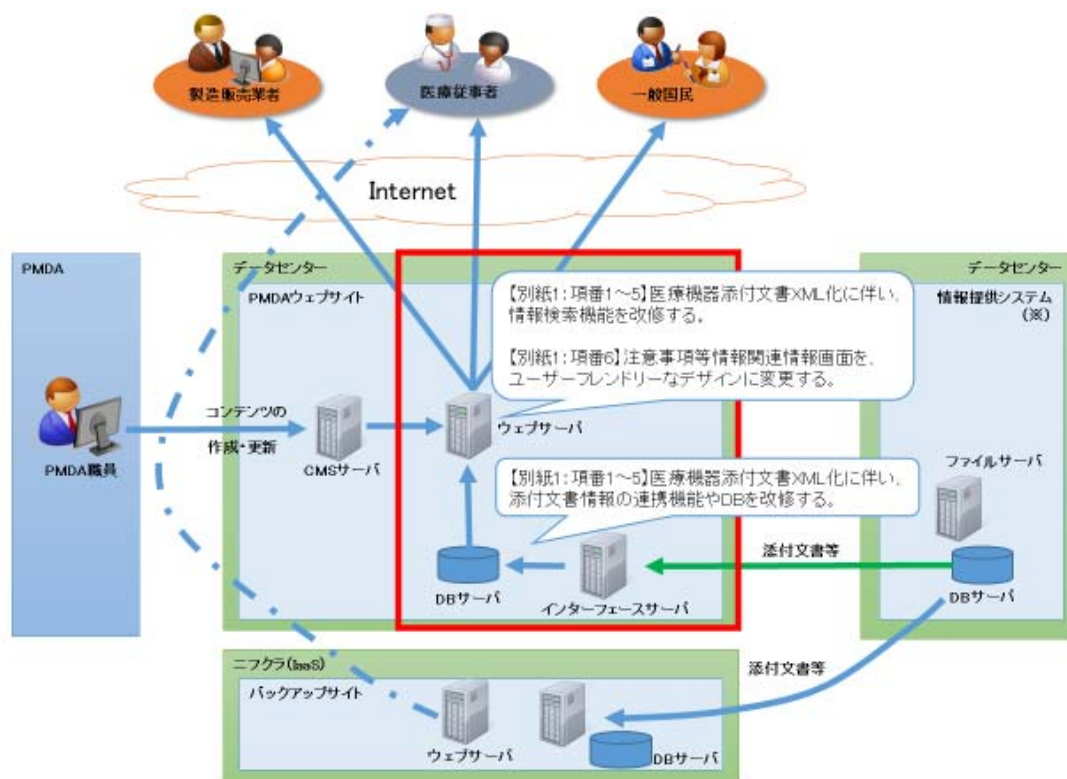 製造販売業者
医療従事者
一般国民
Internet
PMDA
PMDA職員
コンテンツの
作成・更新
データセンター
PMDAウェブサイト
CMSサーバ
【別紙1:項番1～5】医療機器添付文書XML化に伴い、
情報検索機能を改修する。
【別紙1:項番6】注意事項等情報関連情報画面を、
ユーザーフレンドリーなデザインに変更する。
ウェブサーバ
【別紙1:項番1～5】医療機器添付文書XML化に伴い、
添付文書情報の連携機能やDBを改修する。
DBサーバ
インターフェースサーバ
データセンター
情報提供システム
(※)
ファイルサーバ
添付文書等
DBサーバ
ニフクラ(IaaS)
バックアップサイト
添付文書等
ウェブサーバ
DBサーバ